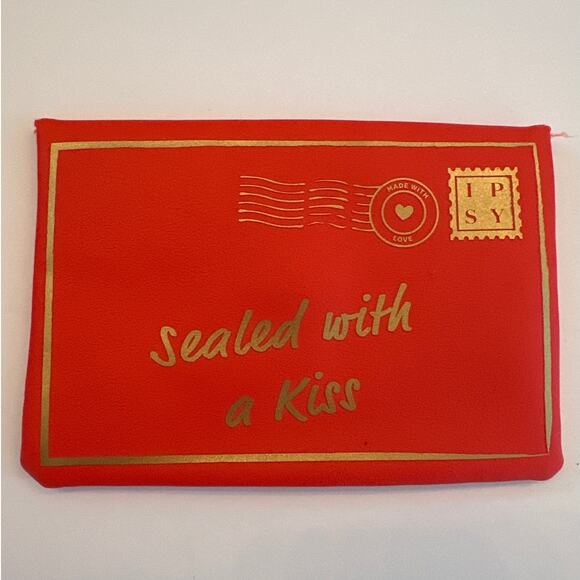 MADE WITH
LOVE
I P
S Y
Sealed with
a Kiss